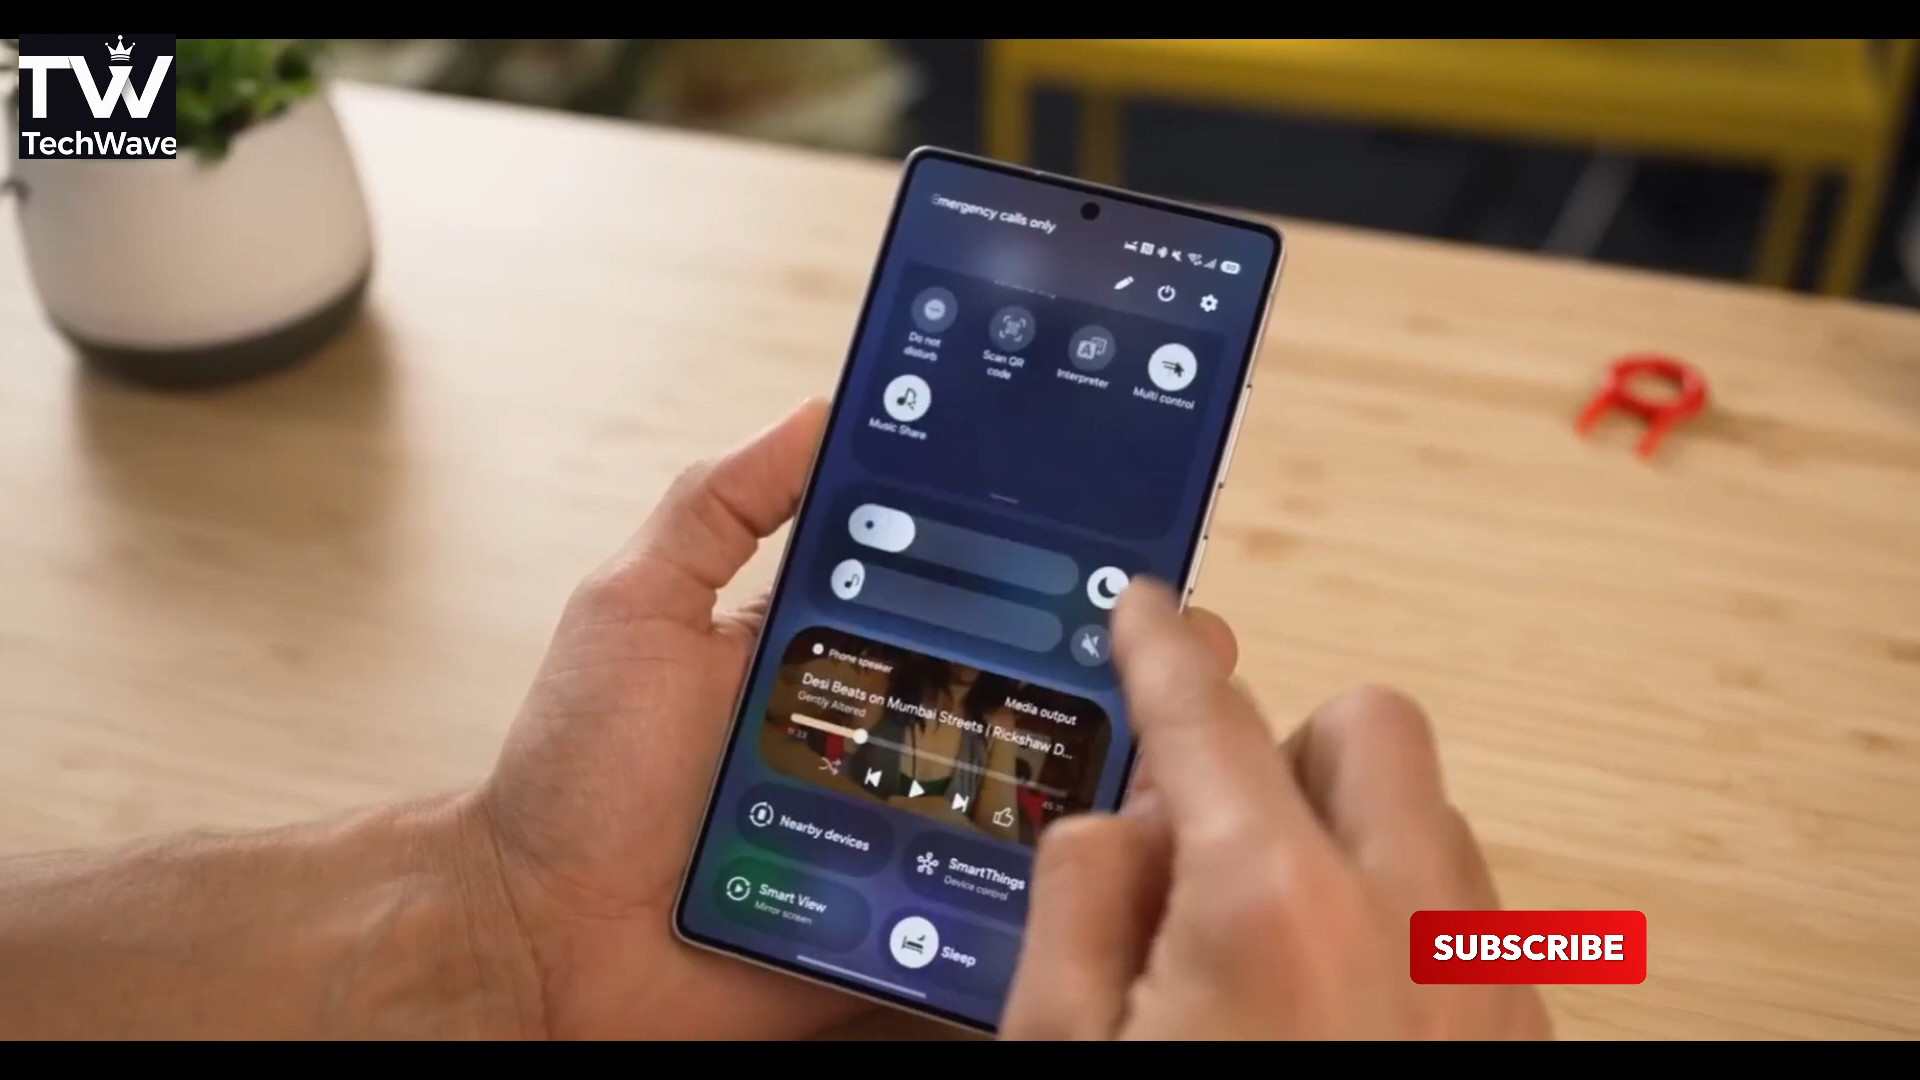 TW
TechWave
Emergency calls only
Do not
disturb
Scan QR
code
Interpreter
Multi control
Music Share
Phone speaker
Media output
Desi Beats on Mumbai Streets | Rickshaw D...
Gently Altered
Nearby devices
SmartThings
Device control
Smart View
Mirror screen
Sleep
SUBSCRIBE